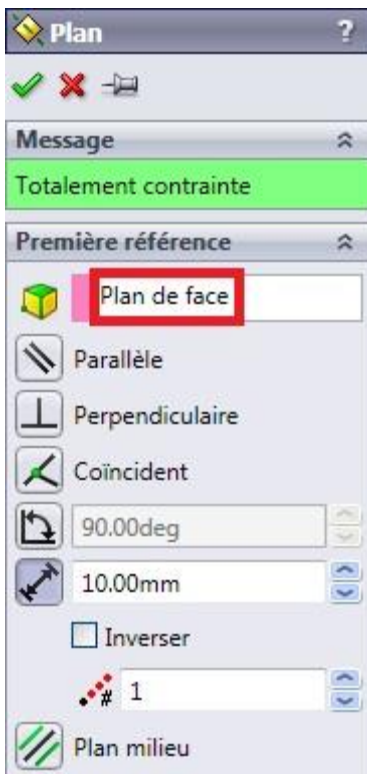 Plan ?
Message
Totalement contrainte
Première référence
Plan de face
Parallèle
Perpendiculaire
Coïncident
90.00deg
10.00mm
Inverser
# 1
Plan milieu